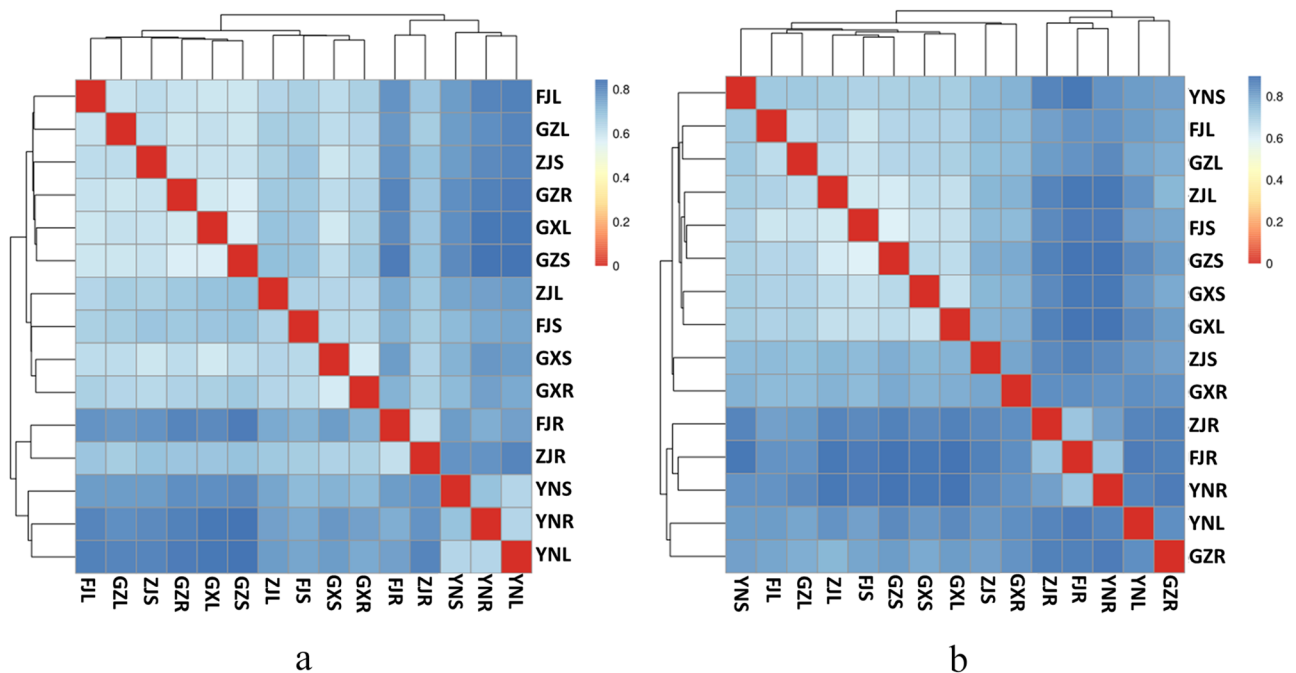 FJL
GZL
ZJS
GZR
GXL
GZS
ZJL
FJS
GXS
GXR
FJR
ZJR
YNS
YNR
YNL
0.8
0.6
0.4
0.2
0
FJL GZL ZJS GZR GXL GZS ZJL FJS GXS GXR FJR ZJR YNS YNR YNL
a
YNS
FJL
GZL
ZJL
FJS
GZS
GXS
GXL
ZJS
GXR
ZJR
FJR
YNR
YNL
GZR
0.8
0.6
0.4
0.2
0
YNS FJL GZL ZJL FJS GZS GXS GXL ZJS GXR ZJR FJR YNR YNL GZR
b